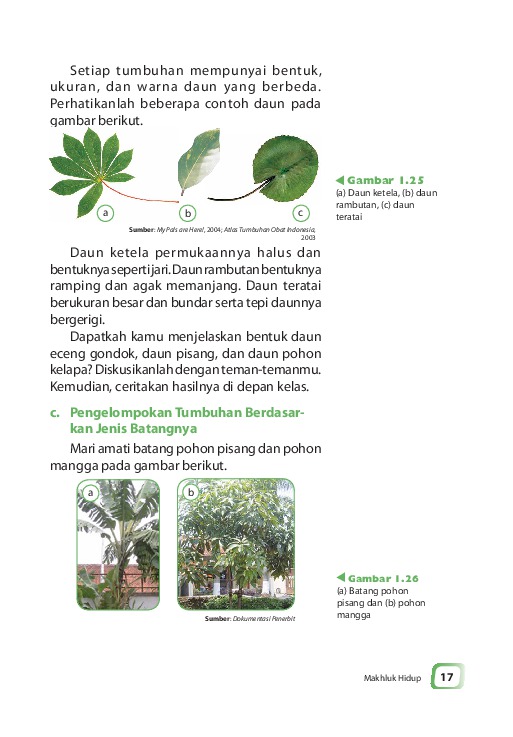 Setiap tumbuhan mempunyai bentuk,
ukuran, dan warna daun yang berbeda.
Perhatikanlah beberapa contoh daun pada
gambar berikut.
a
b
c
Sumber: My Pals are Here!, 2004; Atlas Tumbuhan Obat Indonesia,
2003
Gambar 1.25
(a) Daun ketela, (b) daun
rambutan, (c) daun
teratai
Daun ketela permukaannya halus dan
bentuknya seperti jari. Daun rambutan bentuknya
ramping dan agak memanjang. Daun teratai
berukuran besar dan bundar serta tepi daunnya
bergerigi.
Dapatkah kamu menjelaskan bentuk daun
eceng gondok, daun pisang, dan daun pohon
kelapa? Diskusikanlah dengan teman-temanmu.
Kemudian, ceritakan hasilnya di depan kelas.
c. Pengelompokan Tumbuhan Berdasar-
kan Jenis Batangnya
Mari amati batang pohon pisang dan pohon
mangga pada gambar berikut.
a
b
Sumber: Dokumentasi Penerbit
Gambar 1.26
(a) Batang pohon
pisang dan (b) pohon
mangga
Makhluk Hidup 17